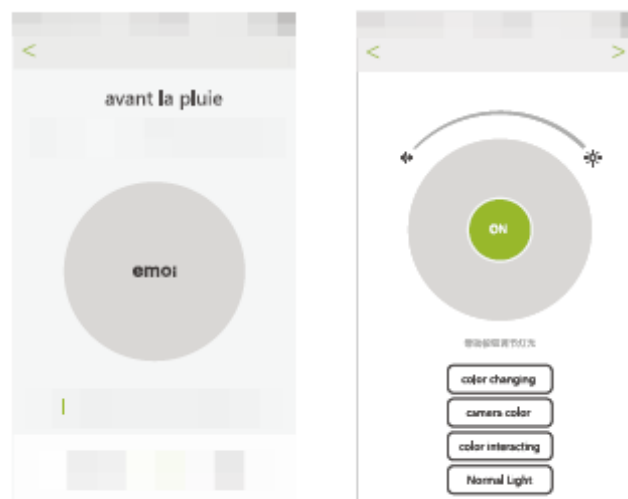 <
avant la pluie
emoi
< >
ON
color changing
camera color
color interacting
Normal Light